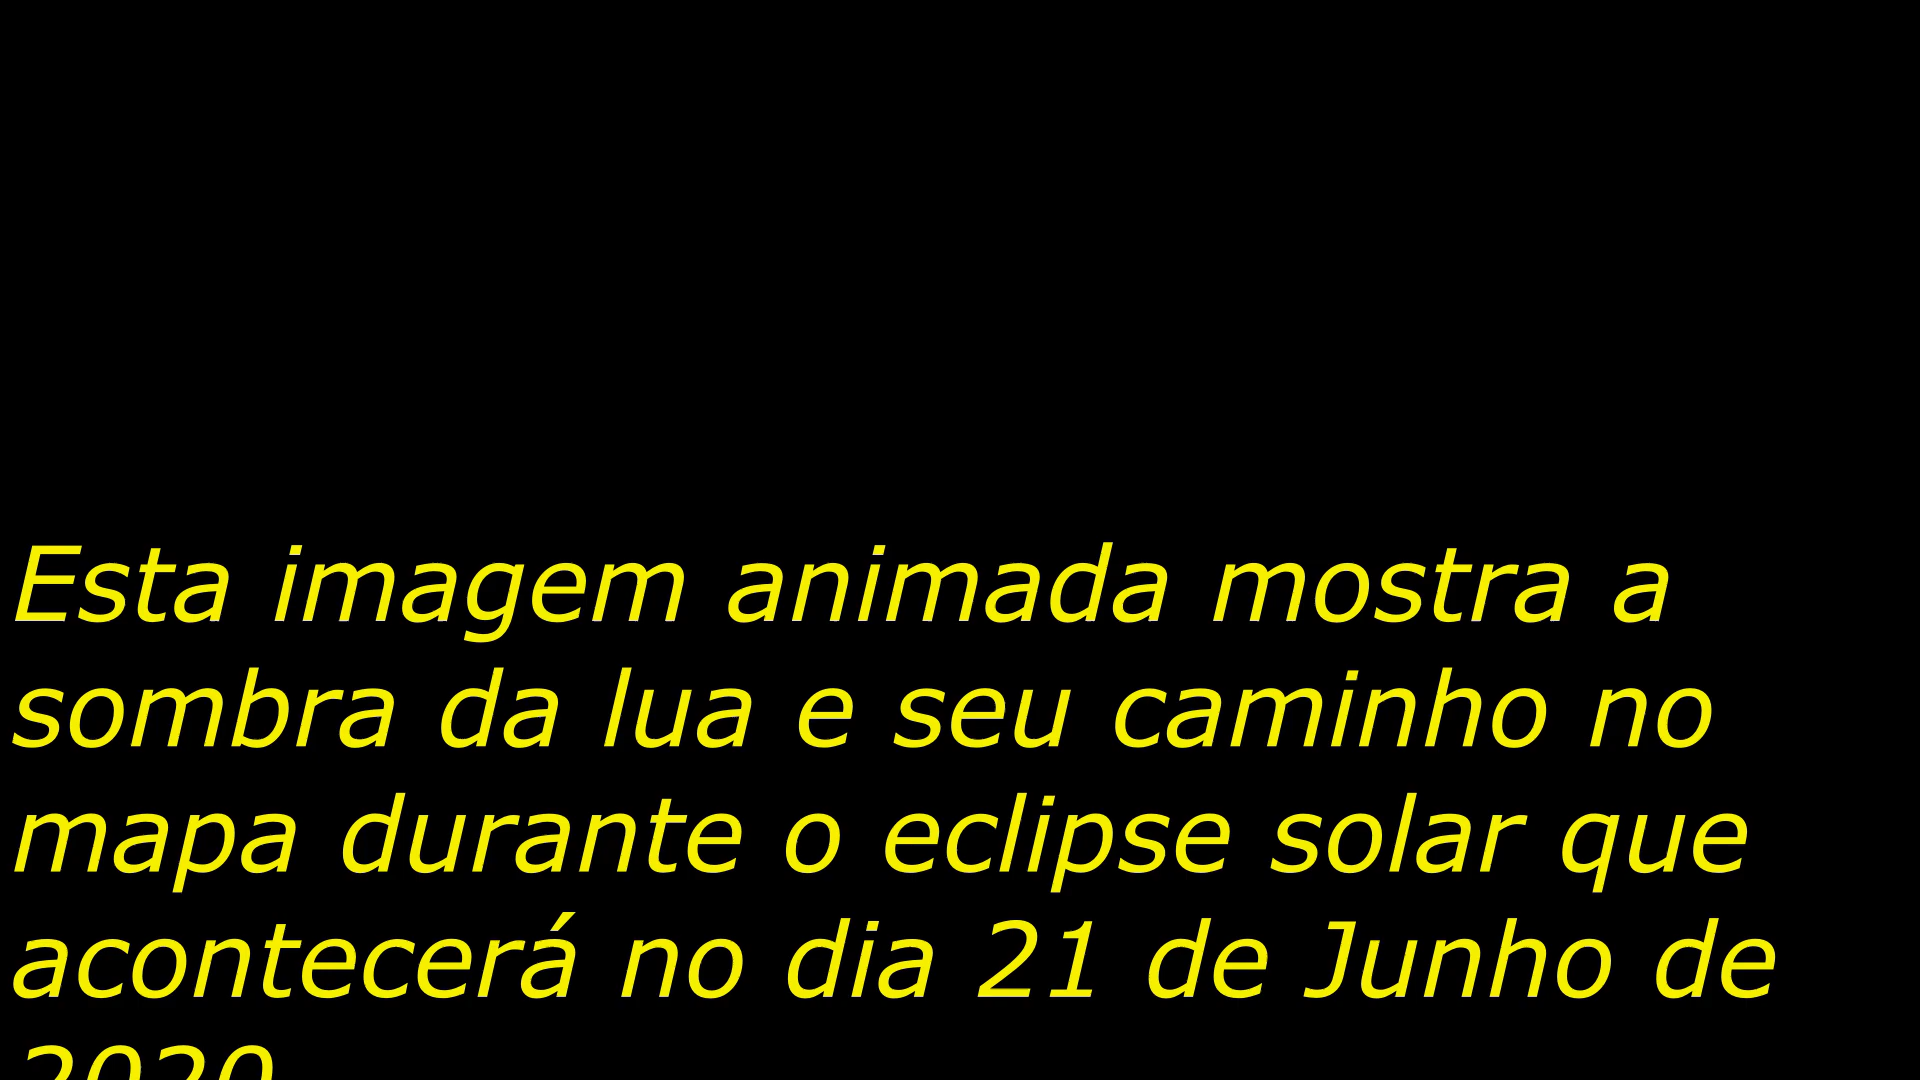 Esta imagem animada mostra a
sombra da lua e seu caminho no
mapa durante o eclipse solar que
acontecerá no dia 21 de Junho de
2020